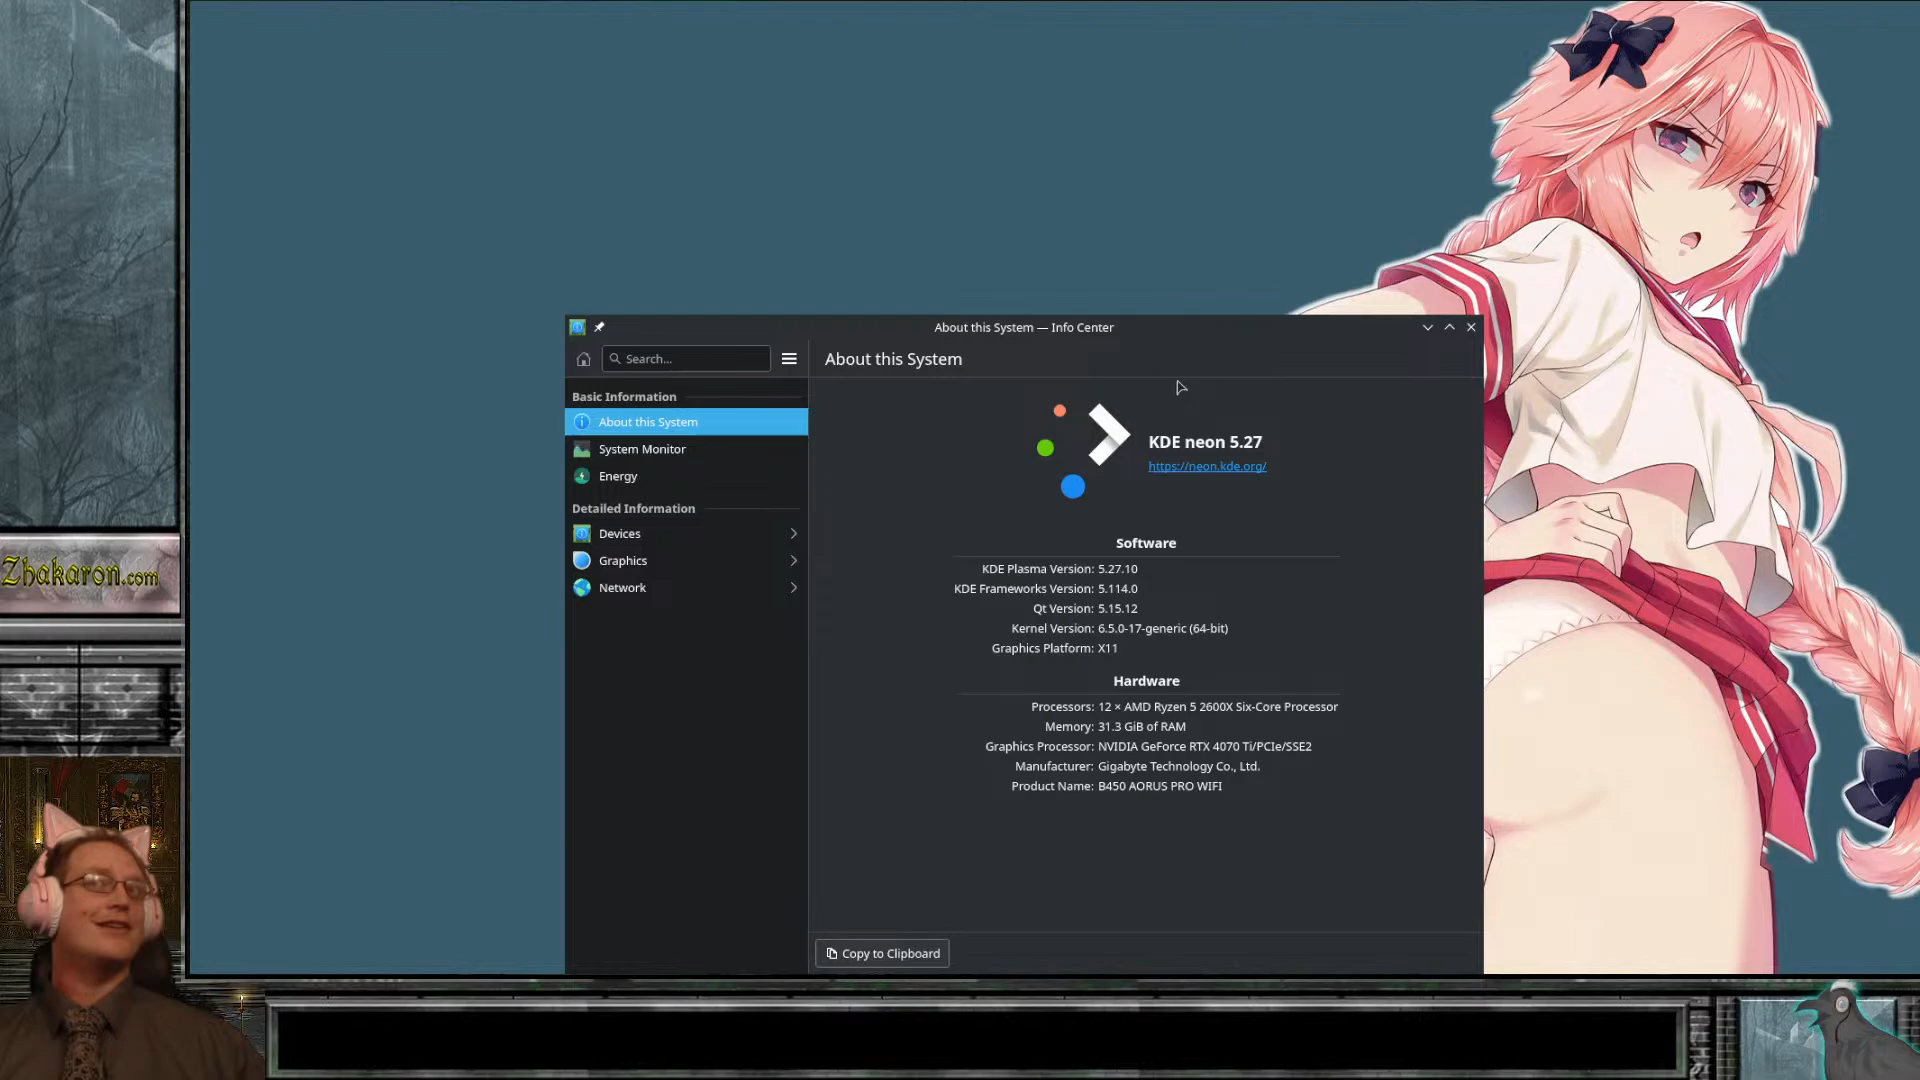 About this System — Info Center
Search...
About this System
Basic Information
About this System
System Monitor
Energy
Detailed Information
Devices
Graphics
Network
KDE neon 5.27
https://neon.kde.org/
Software
KDE Plasma Version: 5.27.10
KDE Frameworks Version: 5.114.0
Qt Version: 5.15.12
Kernel Version: 6.5.0-17-generic (64-bit)
Graphics Platform: X11
Hardware
Processors: 12 × AMD Ryzen 5 2600X Six-Core Processor
Memory: 31.3 GiB of RAM
Graphics Processor: NVIDIA GeForce RTX 4070 Ti/PCIe/SSE2
Manufacturer: Gigabyte Technology Co., Ltd.
Product Name: B450 AORUS PRO WIFI
Copy to Clipboard
Zhakaron.com